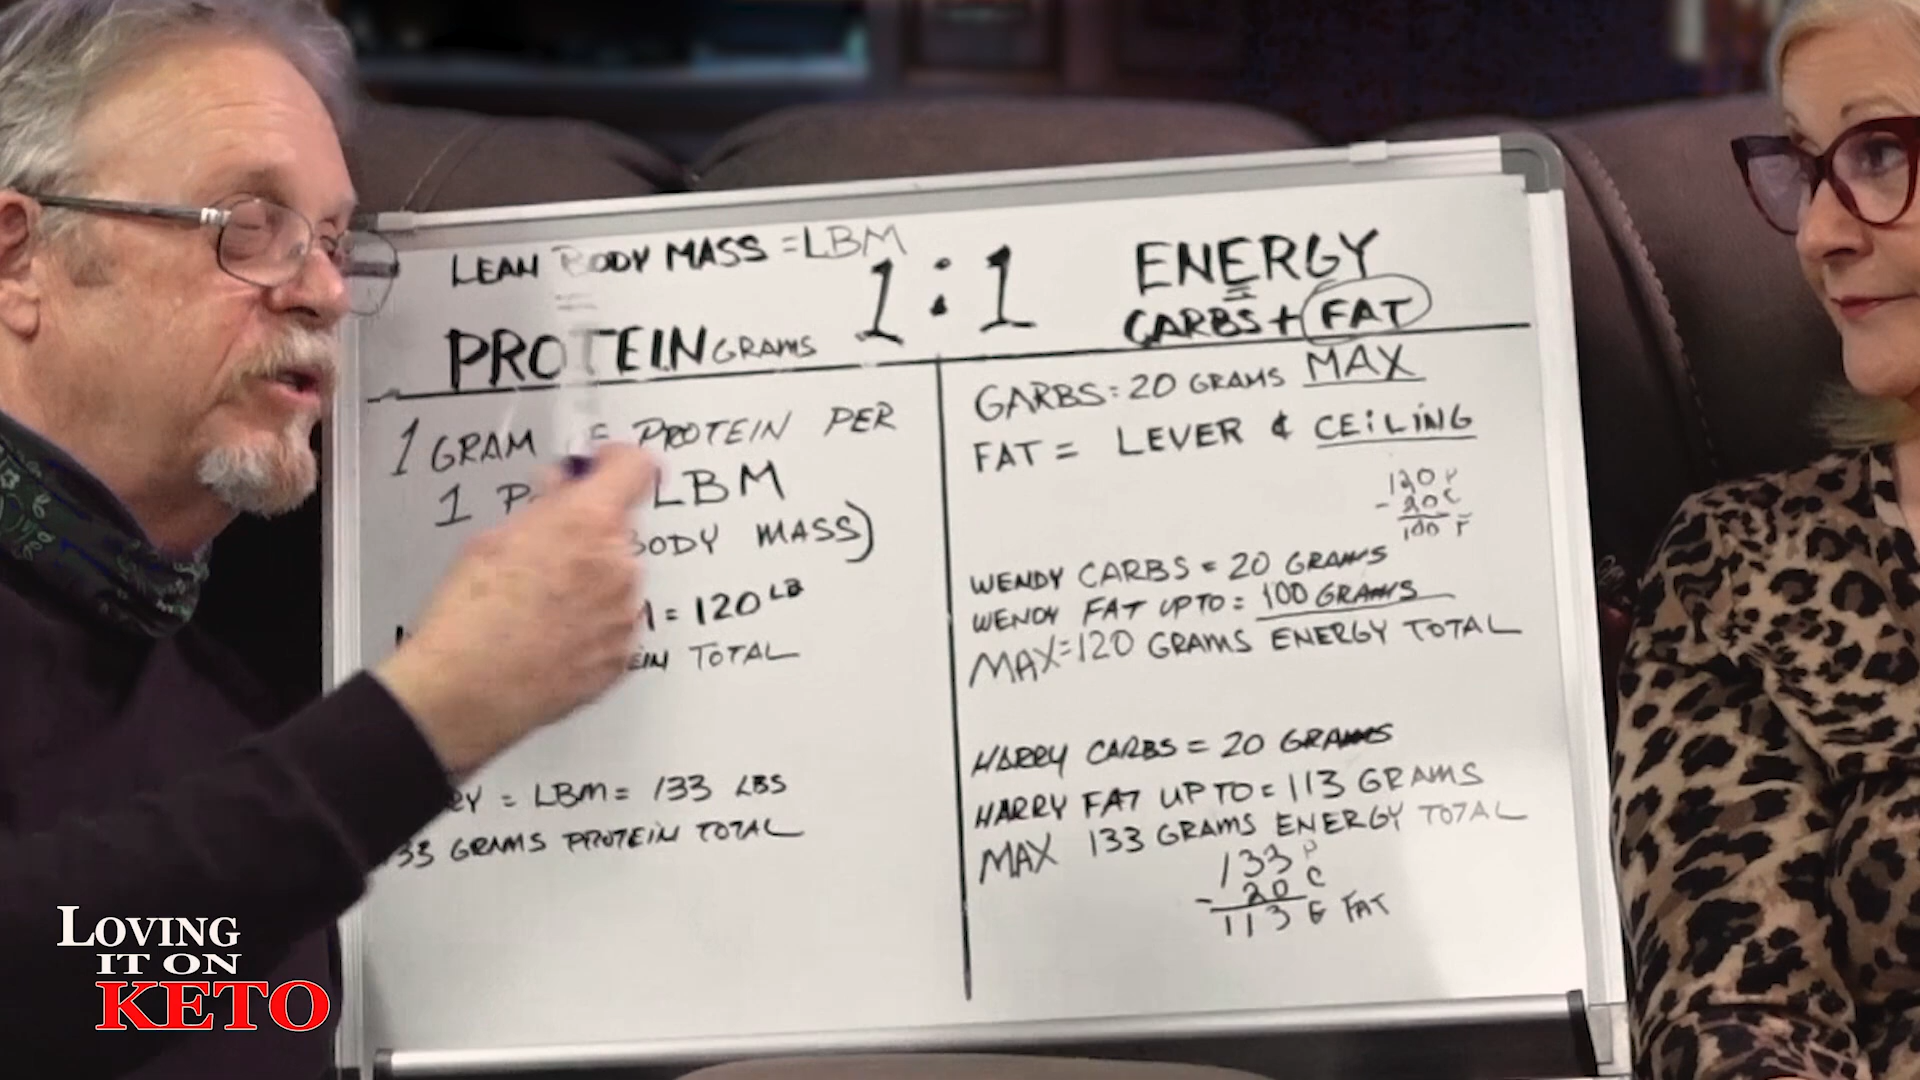 LEAN BODY MASS = LBM
PROTEIN GRAMS
1:1
ENERGY
=
CARBS + FAT
1 GRAM PROTEIN PER
1 LBM
BODY MASS)
= 120 LB
TOTAL
= LBM = 133 LBS
33 GRAMS PROTEIN TOTAL
CARBS = 20 GRAMS MAX
FAT = LEVER & CEILING
120 P
- 20 C
100 F
WENDY CARBS = 20 GRAMS
WENDY FAT UP TO = 100 GRAMS
MAX = 120 GRAMS ENERGY TOTAL
HARRY CARBS = 20 GRAMS
HARRY FAT UP TO = 113 GRAMS
MAX 133 GRAMS ENERGY TOTAL
133 P
- 20 C
113 FAT
LOVING
IT ON
KETO